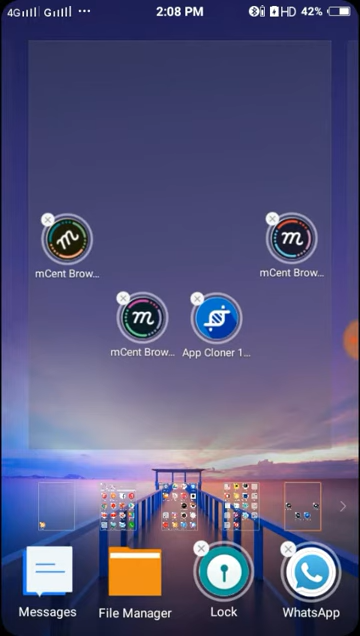 4G G ••• 2:08 PM HD 42%
mCent Brow... mCent Brow...
mCent Brow... App Cloner 1...
Messages File Manager Lock WhatsApp